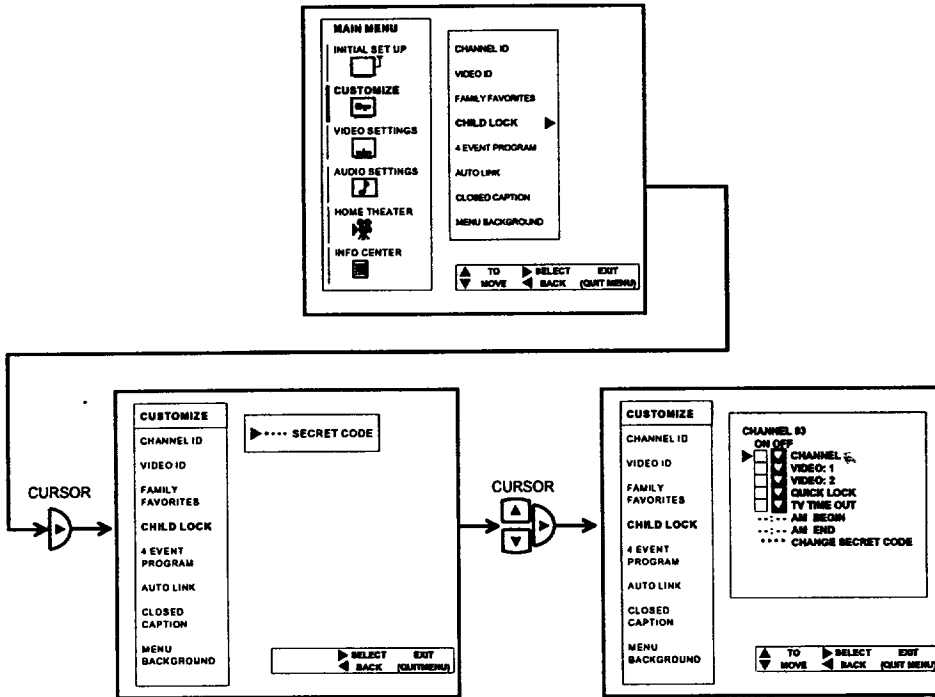 MAIN MENU
INITIAL SET UP
CUSTOMIZE
VIDEO SETTINGS
AUDIO SETTINGS
HOME THEATER
INFO CENTER
CHANNEL ID
VIDEO ID
FAMILY FAVORITES
CHILD LOCK
4 EVENT PROGRAM
AUTO LINK
CLOSED CAPTION
MENU BACKGROUND
TO SELECT EXIT
MOVE BACK (QUIT MENU)
CURSOR
CUSTOMIZE
CHANNEL ID
VIDEO ID
FAMILY
FAVORITES
CHILD LOCK
4 EVENT
PROGRAM
AUTO LINK
CLOSED
CAPTION
MENU
BACKGROUND
SECRET CODE
SELECT EXIT
BACK (QUITMENU)
CURSOR
CUSTOMIZE
CHANNEL ID
VIDEO ID
FAMILY
FAVORITES
CHILD LOCK
4 EVENT
PROGRAM
AUTO LINK
CLOSED
CAPTION
MENU
BACKGROUND
CHANNEL 03
ON OFF
CHANNEL
VIDEO: 1
VIDEO: 2
QUICK LOCK
TV TIME OUT
--:-- AM BEGIN
--:-- AM END
CHANGE SECRET CODE
TO SELECT EXIT
MOVE BACK (QUIT MENU)